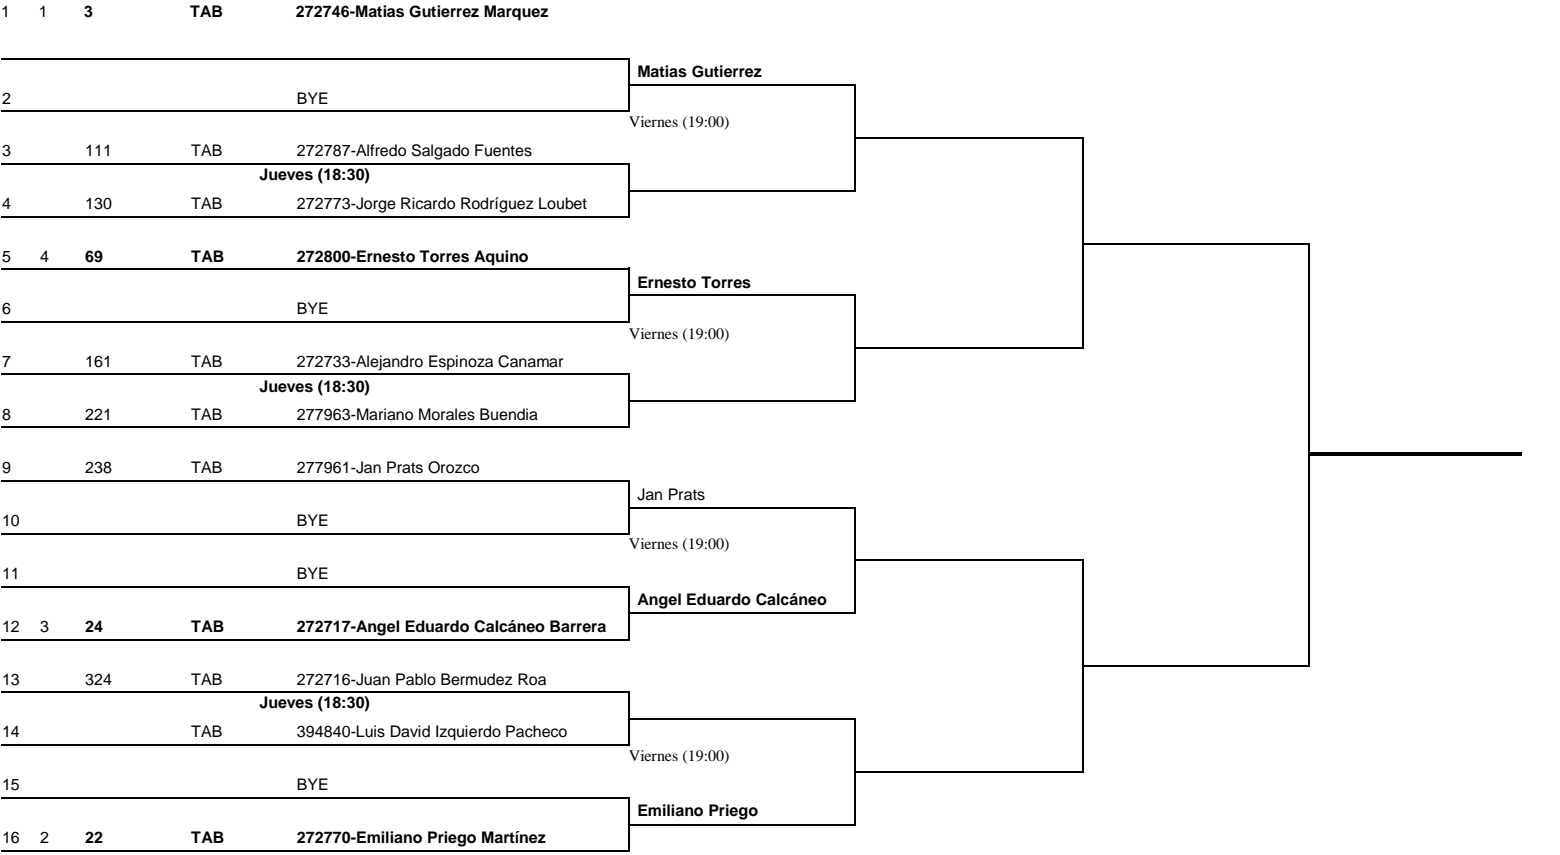 1 1 3 TAB 272746-Matias Gutierrez Marquez
Matias Gutierrez
2 BYE
Viernes (19:00)
3 111 TAB 272787-Alfredo Salgado Fuentes
Jueves (18:30)
4 130 TAB 272773-Jorge Ricardo Rodríguez Loubet
5 4 69 TAB 272800-Ernesto Torres Aquino
Ernesto Torres
6 BYE
Viernes (19:00)
7 161 TAB 272733-Alejandro Espinoza Canamar
Jueves (18:30)
8 221 TAB 277963-Mariano Morales Buendia
9 238 TAB 277961-Jan Prats Orozco
Jan Prats
10 BYE
Viernes (19:00)
11 BYE
Angel Eduardo Calcáneo
12 3 24 TAB 272717-Angel Eduardo Calcáneo Barrera
13 324 TAB 272716-Juan Pablo Bermudez Roa
Jueves (18:30)
14 TAB 394840-Luis David Izquierdo Pacheco
Viernes (19:00)
15 BYE
Emiliano Priego
16 2 22 TAB 272770-Emiliano Priego Martínez